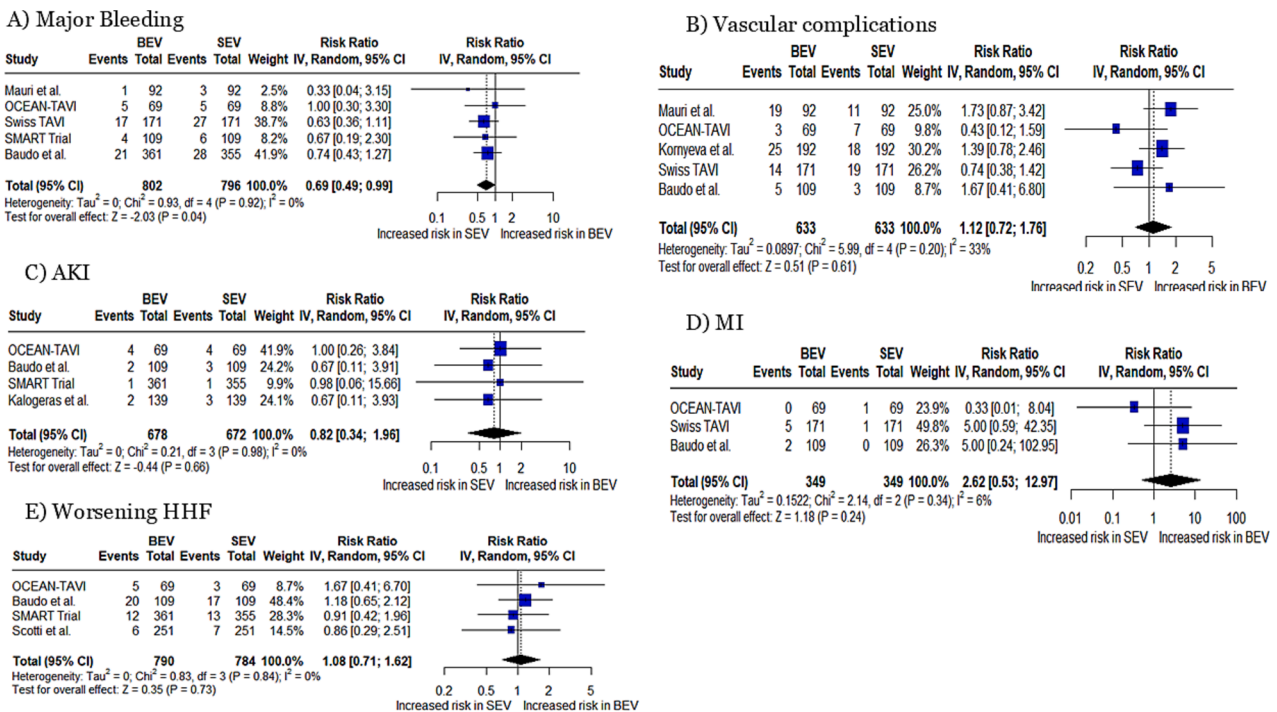 A) Major Bleeding
BEV SEV Risk Ratio
Study Events Total Events Total Weight IV, Random, 95% CI
Risk Ratio
IV, Random, 95% CI
Mauri et al. 1 92 3 92 2.5% 0.33 [0.04; 3.15]
OCEAN-TAVI 5 69 5 69 8.8% 1.00 [0.30; 3.30]
Swiss TAVI 17 171 27 171 38.7% 0.63 [0.36; 1.11]
SMART Trial 4 109 6 109 8.1% 0.67 [0.19; 2.30]
Baudo et al. 21 361 28 355 41.9% 0.74 [0.43; 1.27]
Total (95% CI) 802 796 100.0% 0.69 [0.49; 0.99]
Heterogeneity: Tau² = 0; Chi² = 0.93, df = 4 (P = 0.92); I² = 0%
Test for overall effect: Z = -2.03 (P = 0.04)
0.1 0.5 1 2 10
Increased risk in SEV Increased risk in BEV
B) Vascular complications
BEV SEV Risk Ratio
Study Events Total Events Total Weight IV, Random, 95% CI
Risk Ratio
IV, Random, 95% CI
Mauri et al. 19 92 11 92 25.0% 1.73 [0.87; 3.42]
OCEAN-TAVI 3 69 7 69 9.8% 0.43 [0.12; 1.59]
Kornyeva et al. 25 192 18 192 30.2% 1.39 [0.78; 2.46]
Swiss TAVI 14 171 19 171 26.2% 0.74 [0.38; 1.42]
Baudo et al. 5 109 3 109 8.7% 1.67 [0.41; 6.80]
Total (95% CI) 633 633 100.0% 1.12 [0.72; 1.76]
Heterogeneity: Tau² = 0.0897; Chi² = 5.99, df = 4 (P = 0.20); I² = 33%
Test for overall effect: Z = 0.51 (P = 0.61)
0.2 0.5 1 2 5
Increased risk in SEV Increased risk in BEV
C) AKI
BEV SEV Risk Ratio
Study Events Total Events Total Weight IV, Random, 95% CI
Risk Ratio
IV, Random, 95% CI
OCEAN-TAVI 4 69 4 69 41.9% 1.00 [0.26; 3.84]
Baudo et al. 2 109 3 109 24.2% 0.67 [0.11; 3.91]
SMART Trial 1 361 1 355 9.9% 0.98 [0.06; 15.66]
Kalogeras et al. 2 139 3 139 24.1% 0.67 [0.11; 3.93]
Total (95% CI) 678 672 100.0% 0.82 [0.34; 1.96]
Heterogeneity: Tau² = 0; Chi² = 0.21, df = 3 (P = 0.98); I² = 0%
Test for overall effect: Z = -0.44 (P = 0.66)
0.1 0.5 1 2 10
Increased risk in SEV Increased risk in BEV
D) MI
BEV SEV Risk Ratio
Study Events Total Events Total Weight IV, Random, 95% CI
Risk Ratio
IV, Random, 95% CI
OCEAN-TAVI 0 69 1 69 23.9% 0.33 [0.01; 8.04]
Swiss TAVI 5 171 1 171 49.8% 5.00 [0.59; 42.35]
Baudo et al. 2 109 0 109 26.3% 5.00 [0.24; 102.95]
Total (95% CI) 349 349 100.0% 2.62 [0.53; 12.97]
Heterogeneity: Tau² = 0.1522; Chi² = 2.14, df = 2 (P = 0.34); I² = 6%
Test for overall effect: Z = 1.18 (P = 0.24)
0.01 0.1 1 10 100
Increased risk in SEV Increased risk in BEV
E) Worsening HHF
BEV SEV Risk Ratio
Study Events Total Events Total Weight IV, Random, 95% CI
Risk Ratio
IV, Random, 95% CI
OCEAN-TAVI 5 69 3 69 8.7% 1.67 [0.41; 6.70]
Baudo et al. 20 109 17 109 48.4% 1.18 [0.65; 2.12]
SMART Trial 12 361 13 355 28.3% 0.91 [0.42; 1.96]
Scotti et al. 6 251 7 251 14.5% 0.86 [0.29; 2.51]
Total (95% CI) 790 784 100.0% 1.08 [0.71; 1.62]
Heterogeneity: Tau² = 0; Chi² = 0.83, df = 3 (P = 0.84); I² = 0%
Test for overall effect: Z = 0.35 (P = 0.73)
0.2 0.5 1 2 5
Increased risk in SEV Increased risk in BEV